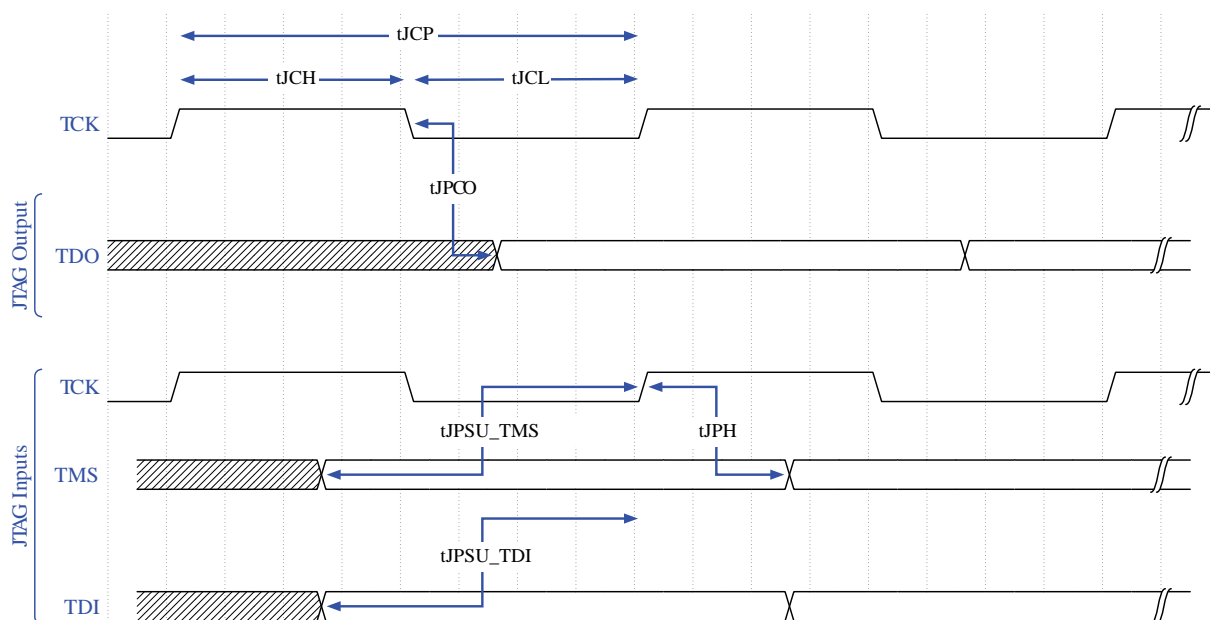 tJCP
tJCH
tJCL
TCK
tJPCO
JTAG Output
TDO
TCK
tJPSU_TMS
tJPH
JTAG Inputs
TMS
tJPSU_TDI
TDI